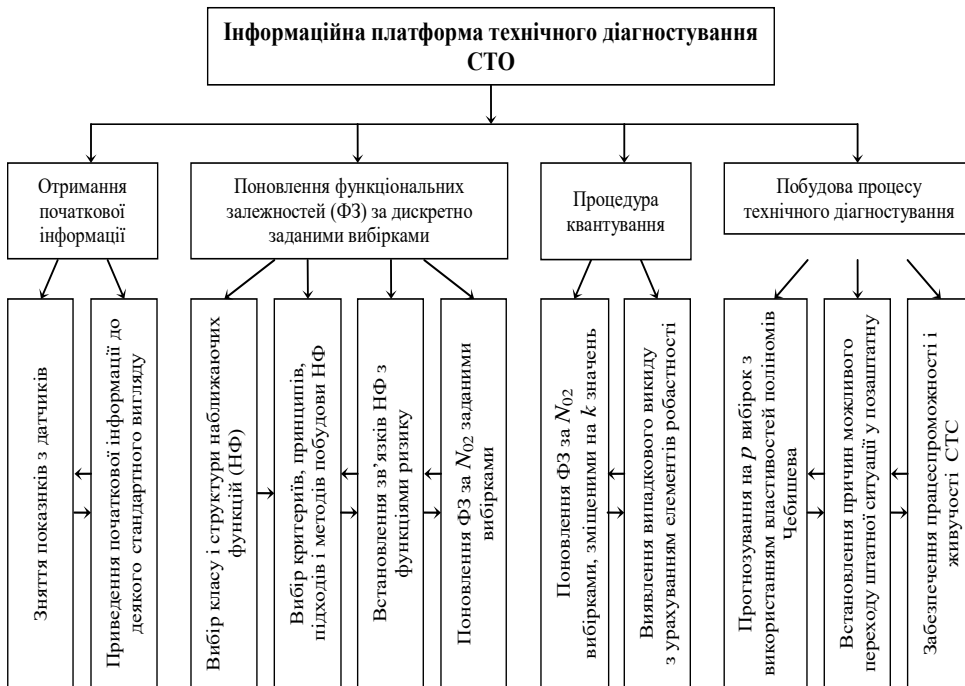 Інформаційна платформа технічного діагностування
СТО
Отримання
початкової
інформації
Поновлення функціональних
залежностей (ФЗ) за дискретно
заданими вибірками
Процедура
квантування
Побудова процесу
технічного діагностування
Зняття показників з датчиків
Приведення початкової інформації до
деякого стандартного вигляду
Вибір класу і структури наближаючих
функцій (НФ)
Вибір критеріїв, принципів,
підходів і методів побудови НФ
Встановлення зв’язків НФ з
функціями ризику
Поновлення ФЗ за N02 заданими
вибірками
Поновлення ФЗ за N02
вибірками, зміщеними на k значень
Виявлення випадкового викиду
з урахуванням елементів робастності
Прогнозування на p вибірок з
використанням властивостей поліномів
Чебишева
Встановлення причин можливого
переходу штатної ситуації у позаштатну
Забезпечення працеспроможності і
живучості СТС